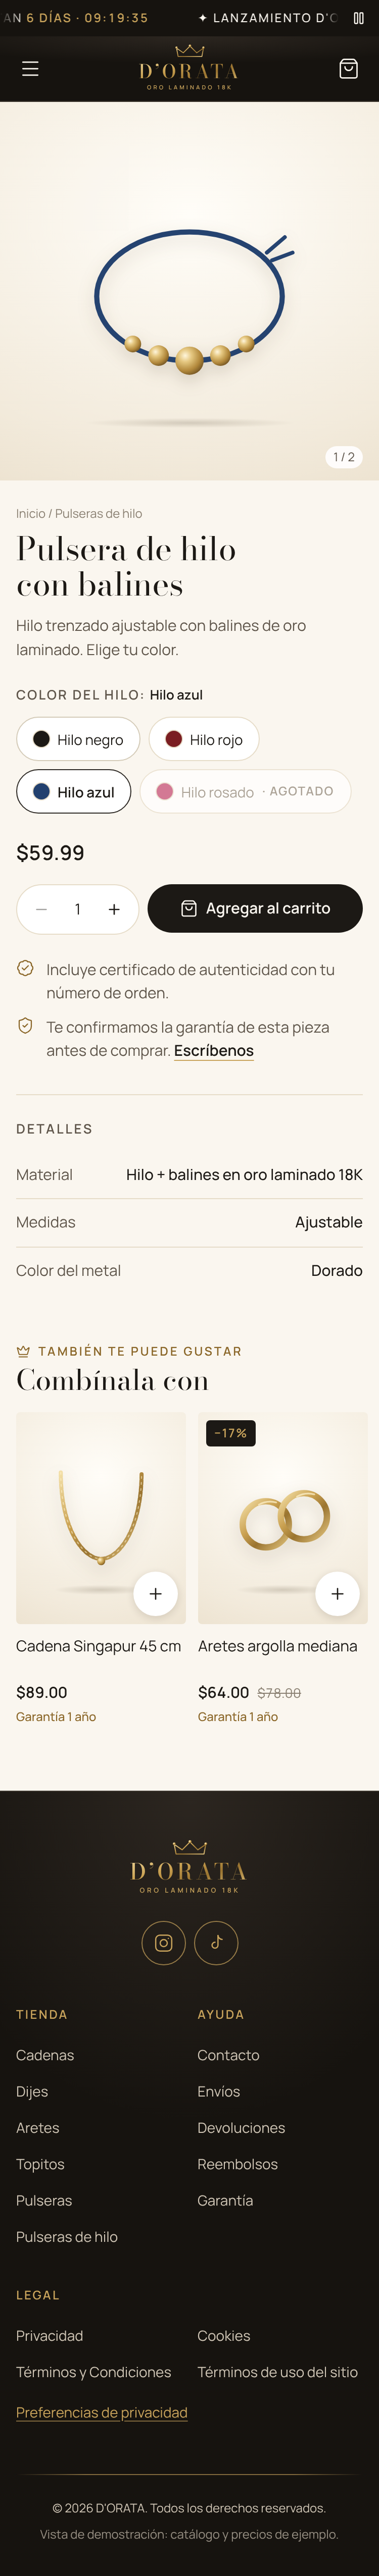 AN 6 DÍAS · 09:19:35 ✦ LANZAMIENTO D'O
D'ORATA
ORO LAMINADO 18K
1 / 2
Inicio / Pulseras de hilo
Pulsera de hilo
con balines
Hilo trenzado ajustable con balines de oro
laminado. Elige tu color.
COLOR DEL HILO: Hilo azul
Hilo negro
Hilo rojo
Hilo azul
Hilo rosado · AGOTADO
$59.99
− 1 +
Agregar al carrito
Incluye certificado de autenticidad con tu
número de orden.
Te confirmamos la garantía de esta pieza
antes de comprar. Escríbenos
DETALLES
Material Hilo + balines en oro laminado 18K
Medidas Ajustable
Color del metal Dorado
TAMBIÉN TE PUEDE GUSTAR
Combínala con
−17%
Cadena Singapur 45 cm
$89.00
Garantía 1 año
Aretes argolla mediana
$64.00 $78.00
Garantía 1 año
D'ORATA
ORO LAMINADO 18K
TIENDA
Cadenas
Dijes
Aretes
Topitos
Pulseras
Pulseras de hilo
AYUDA
Contacto
Envíos
Devoluciones
Reembolsos
Garantía
LEGAL
Privacidad
Cookies
Términos y Condiciones
Términos de uso del sitio
Preferencias de privacidad
© 2026 D'ORATA. Todos los derechos reservados.
Vista de demostración: catálogo y precios de ejemplo.